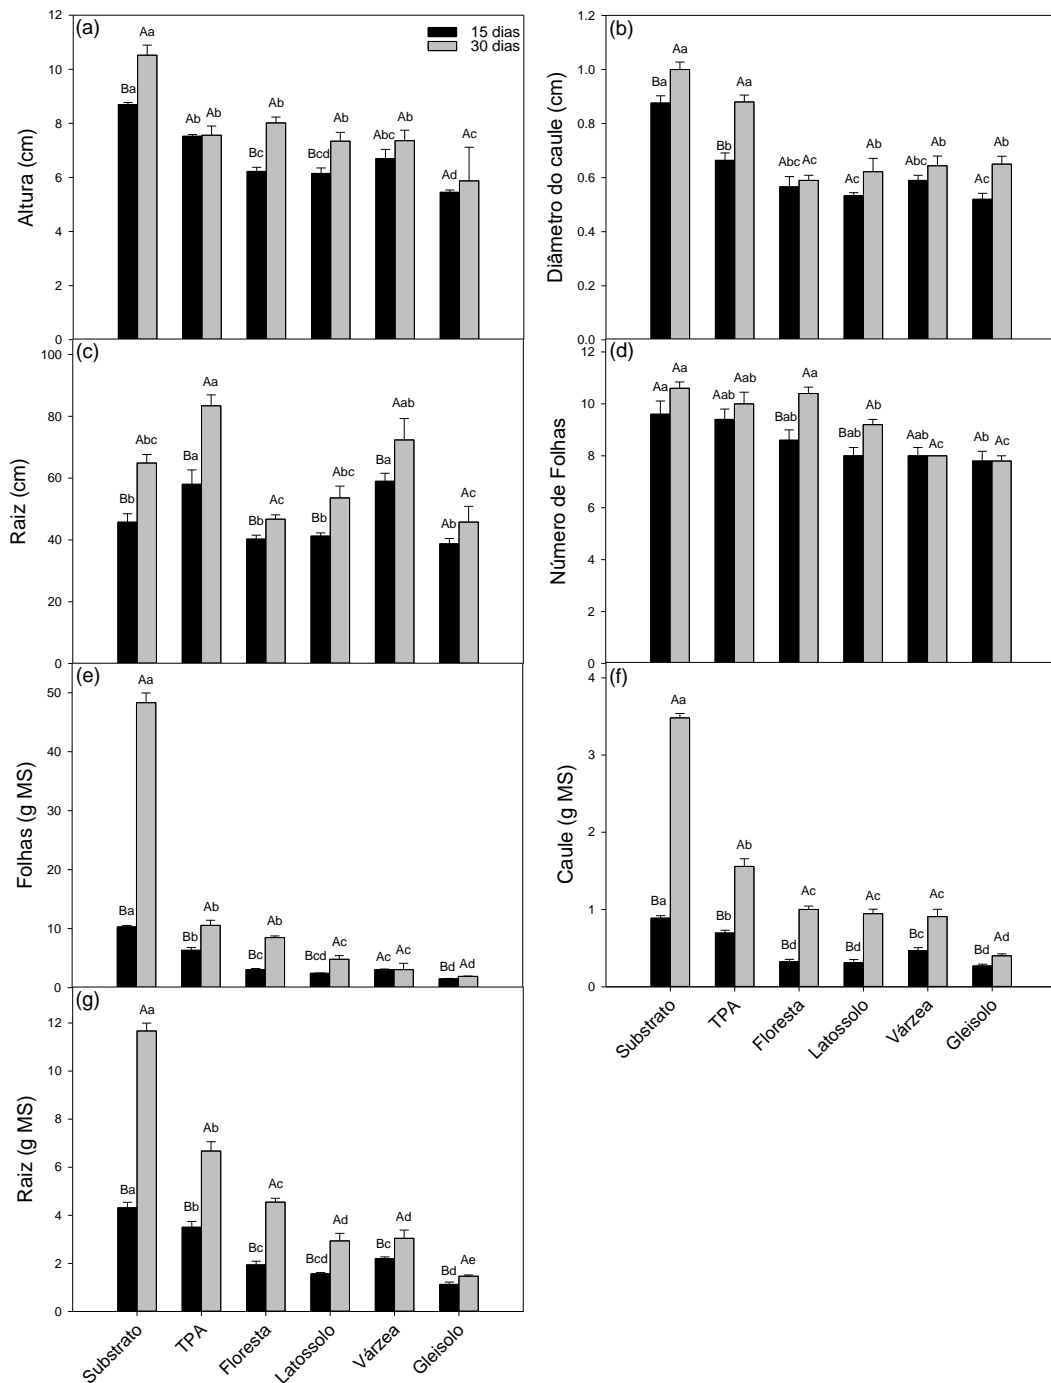 (a)
15 dias
30 dias
Altura (cm)
12
10
8
6
4
2
0
Ba Aa Ab Ab Bc Ab Bcd Ab Abc Ab Ad Ac
(b)
Diâmetro do caule (cm)
1.2
1.0
0.8
0.6
0.4
0.2
0.0
Ba Aa Bb Aa Abc Ac Ac Ab Abc Ab Ac Ab
(c)
Raiz (cm)
100
80
60
40
20
0
Bb Abc Ba Aa Bb Ac Bb Abc Ba Aab Ab Ac
(d)
Número de Folhas
12
10
8
6
4
2
0
Aa Aa Aab Aab Bab Aa Bab Ab Aab Ac Ab Ac
(e)
Folhas (g MS)
50
40
30
20
10
0
Ba Aa Bb Ab Bc Ab Bcd Ac Ac Ac Bd Ad
(f)
Caule (g MS)
4
3
2
1
0
Ba Aa Bb Ab Bd Ac Bd Ac Bc Ac Bd Ad
Substrato
TPA
Floresta
Latossolo
Várzea
Gleisolo
(g)
Raiz (g MS)
12
10
8
6
4
2
0
Ba Aa Bb Ab Bc Ac Bcd Ad Bc Ad Bd Ae
Substrato
TPA
Floresta
Latossolo
Várzea
Gleisolo